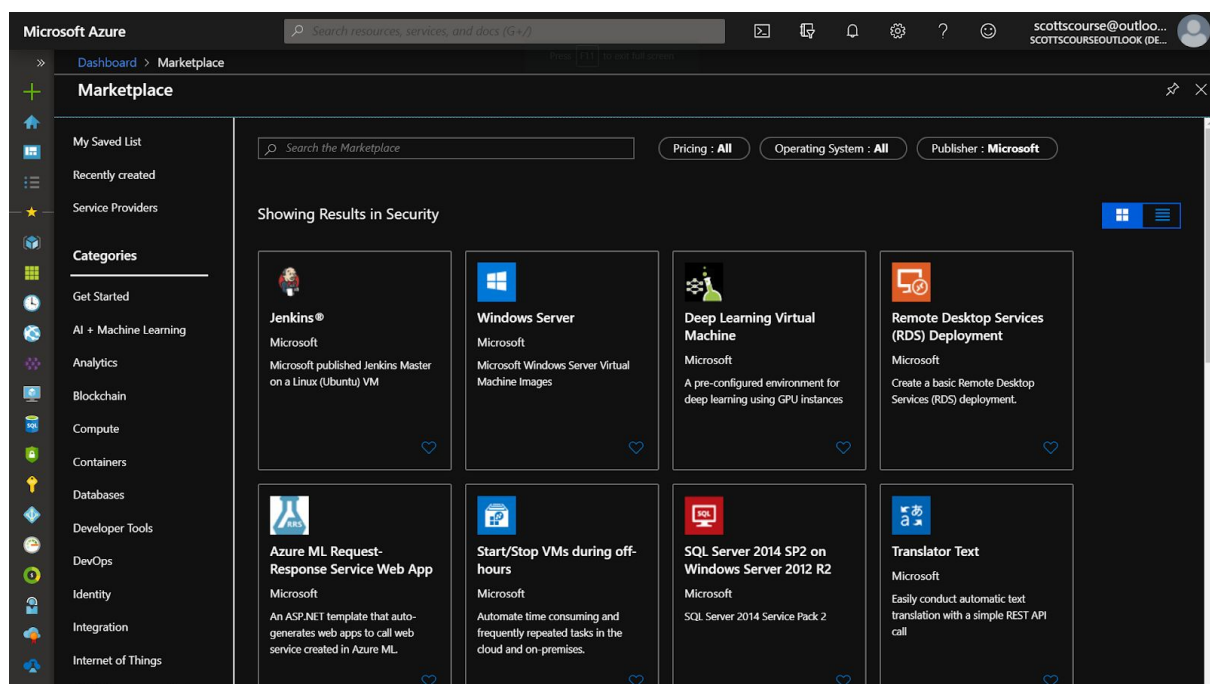 Microsoft Azure
Search resources, services, and docs (G+/)
scottscourse@outloo...
SCOTTSCOURSEOUTLOOK (DE...
Dashboard > Marketplace
Press F11 to exit full screen
Marketplace
My Saved List
Recently created
Service Providers
Categories
Get Started
AI + Machine Learning
Analytics
Blockchain
Compute
Containers
Databases
Developer Tools
DevOps
Identity
Integration
Internet of Things
Search the Marketplace
Pricing : All
Operating System : All
Publisher : Microsoft
Showing Results in Security
Jenkins®
Microsoft
Microsoft published Jenkins Master
on a Linux (Ubuntu) VM
Windows Server
Microsoft
Microsoft Windows Server Virtual
Machine Images
Deep Learning Virtual
Machine
Microsoft
A pre-configured environment for
deep learning using GPU instances
Remote Desktop Services
(RDS) Deployment
Microsoft
Create a basic Remote Desktop
Services (RDS) deployment.
RRS
Azure ML Request-
Response Service Web App
Microsoft
An ASP.NET template that auto-
generates web apps to call web
service created in Azure ML.
Start/Stop VMs during off-
hours
Microsoft
Automate time consuming and
frequently repeated tasks in the
cloud and on-premises.
SQL
SQL Server 2014 SP2 on
Windows Server 2012 R2
Microsoft
SQL Server 2014 Service Pack 2
あ
a
Translator Text
Microsoft
Easily conduct automatic text
translation with a simple REST API
call